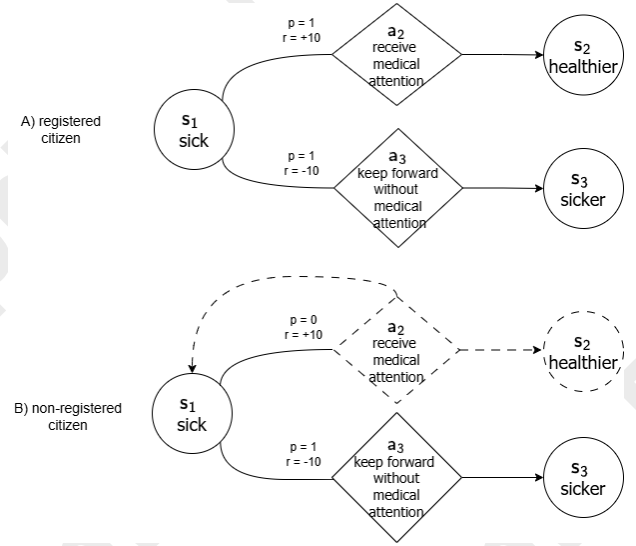 p = 1
r = +10
a2
receive
medical
attention
s2
healthier
A) registered
citizen
s1
sick
p = 1
r = -10
a3
keep forward
without
medical
attention
s3
sicker
p = 0
r = +10
a2
receive
medical
attention
s2
healthier
B) non-registered
citizen
s1
sick
p = 1
r = -10
a3
keep forward
without
medical
attention
s3
sicker